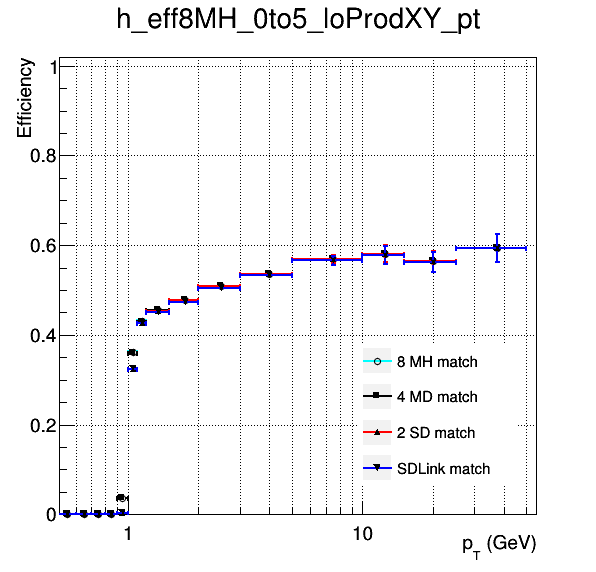 h_eff8MH_0to5_loProdXY_pt
Efficiency
1
0.8
0.6
0.4
0.2
0
8 MH match
4 MD match
2 SD match
SDLink match
1
10
p_T (GeV)